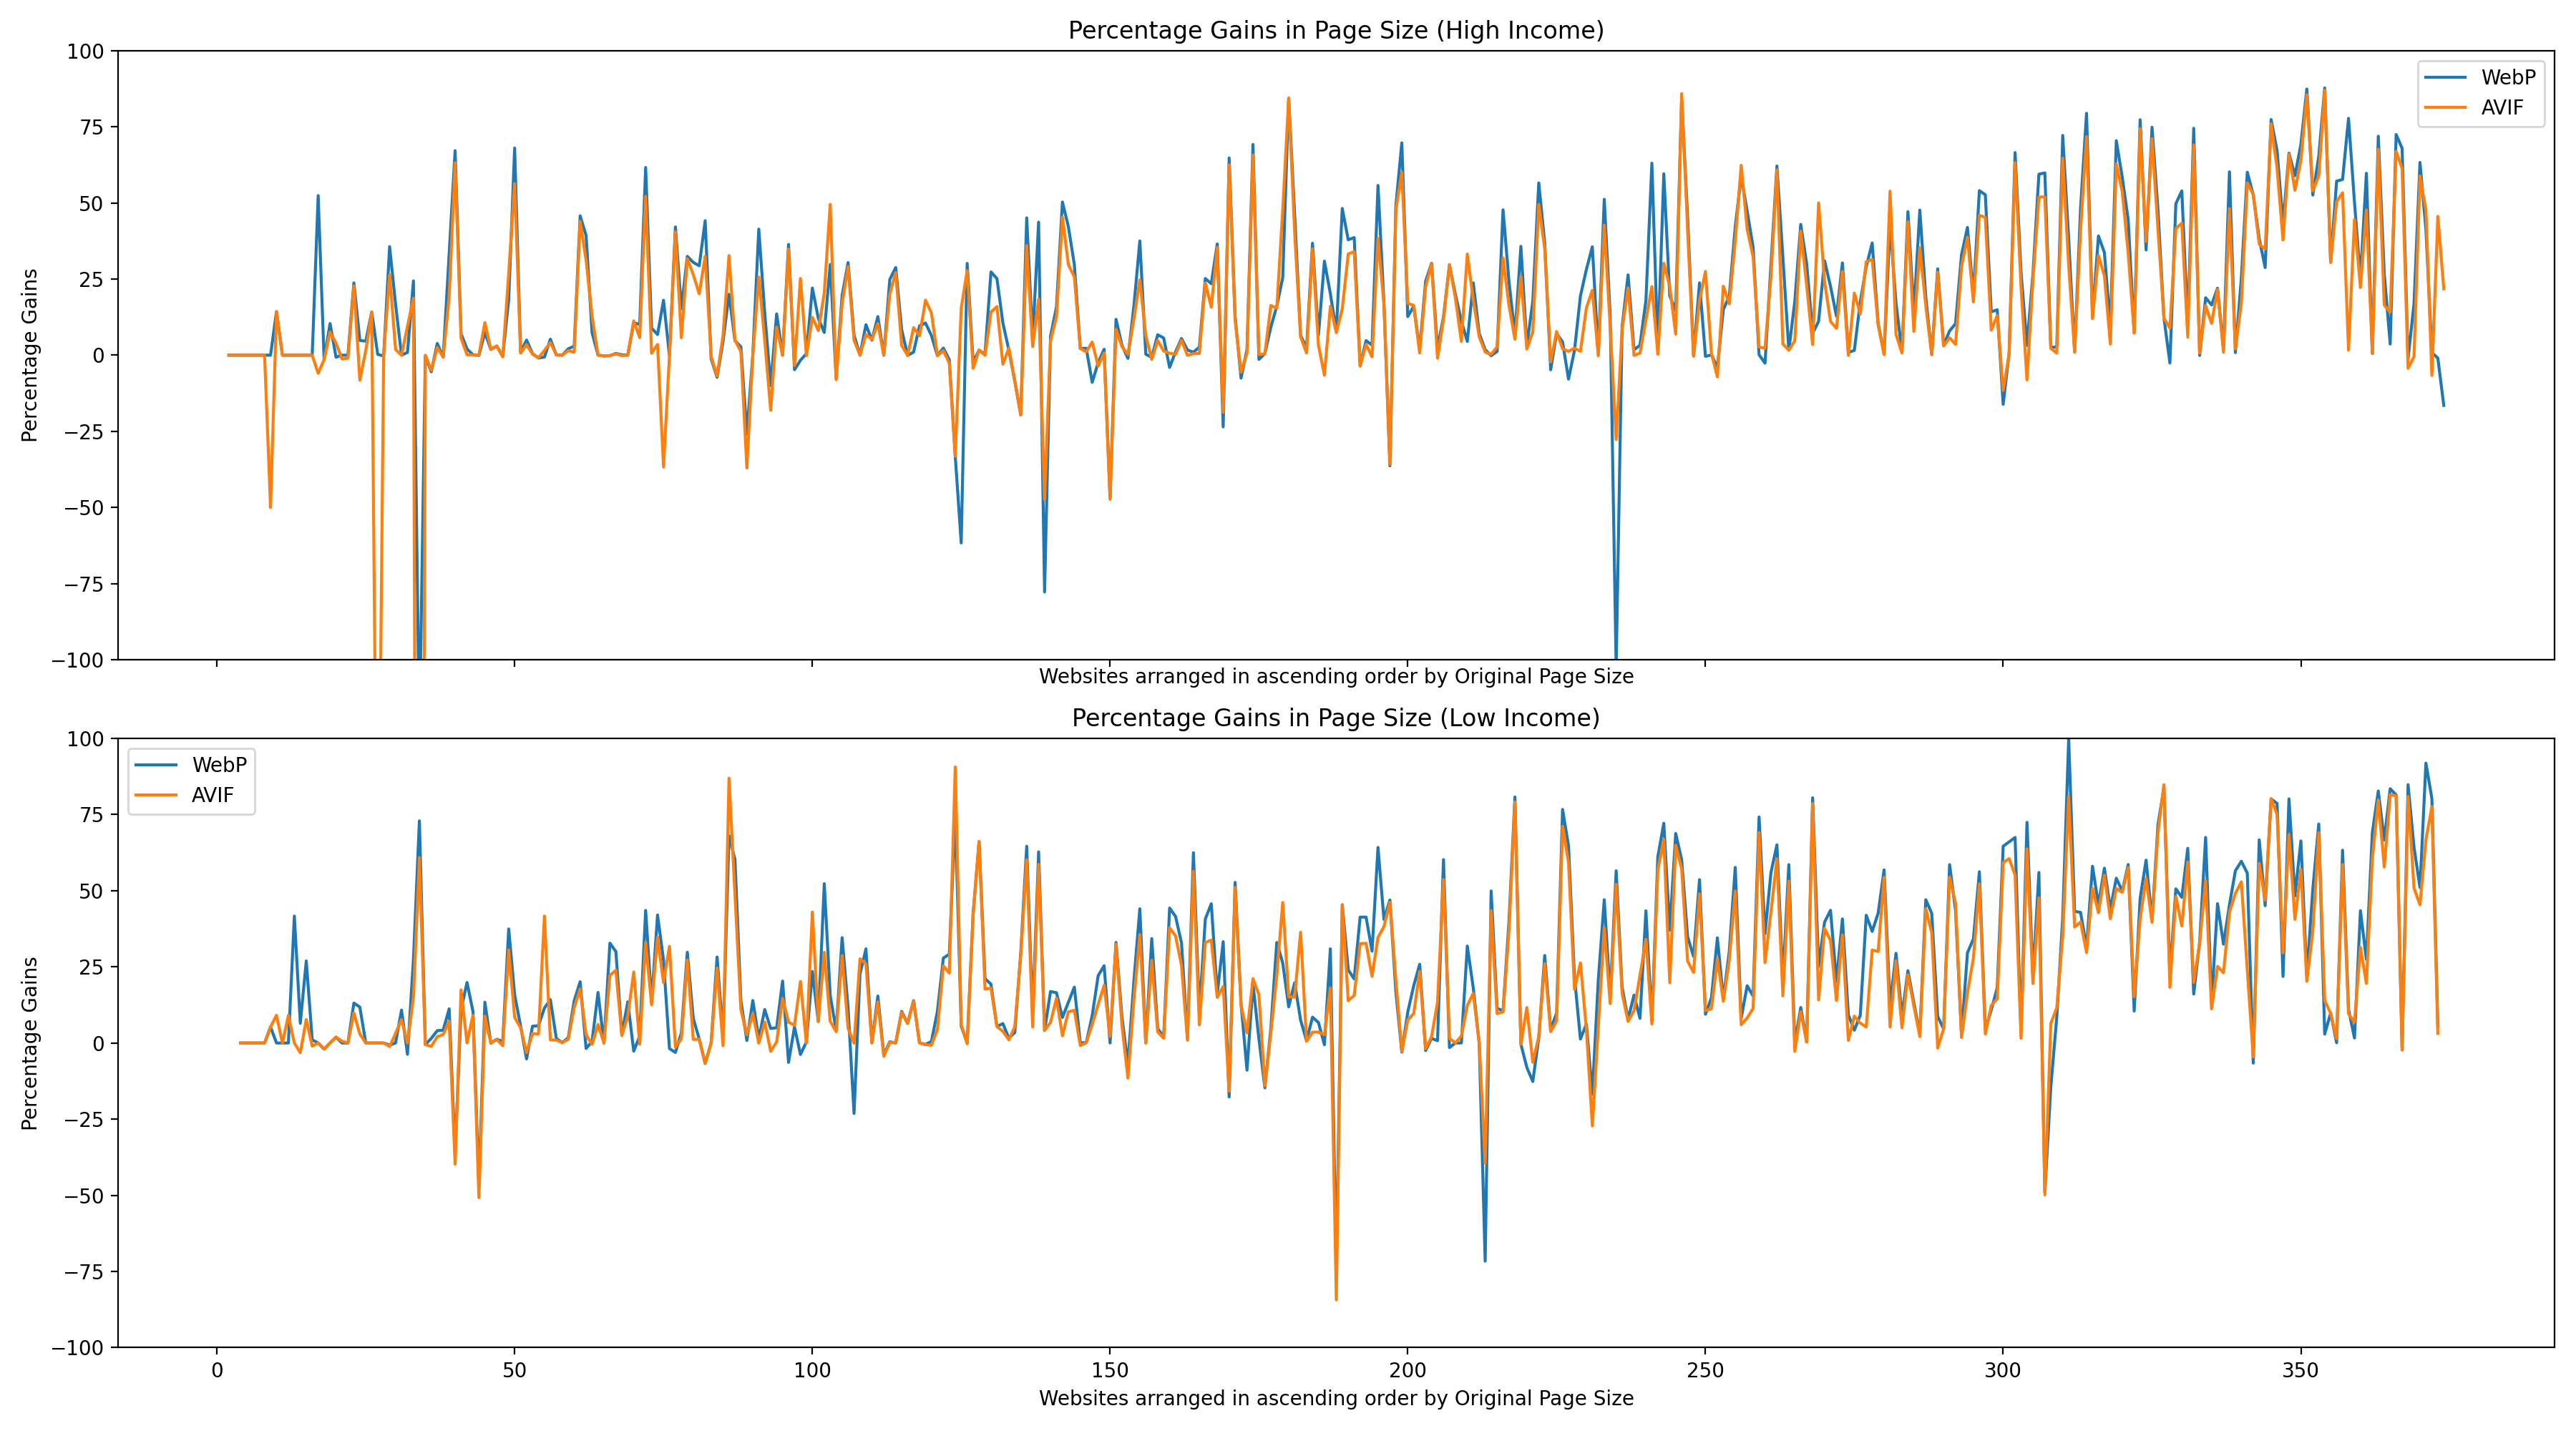 Percentage Gains in Page Size (High Income)
100
75
50
25
0
−25
−50
−75
−100
Percentage Gains
WebP
AVIF
Websites arranged in ascending order by Original Page Size
Percentage Gains in Page Size (Low Income)
100
75
50
25
0
−25
−50
−75
−100
Percentage Gains
WebP
AVIF
0 50 100 150 200 250 300 350
Websites arranged in ascending order by Original Page Size